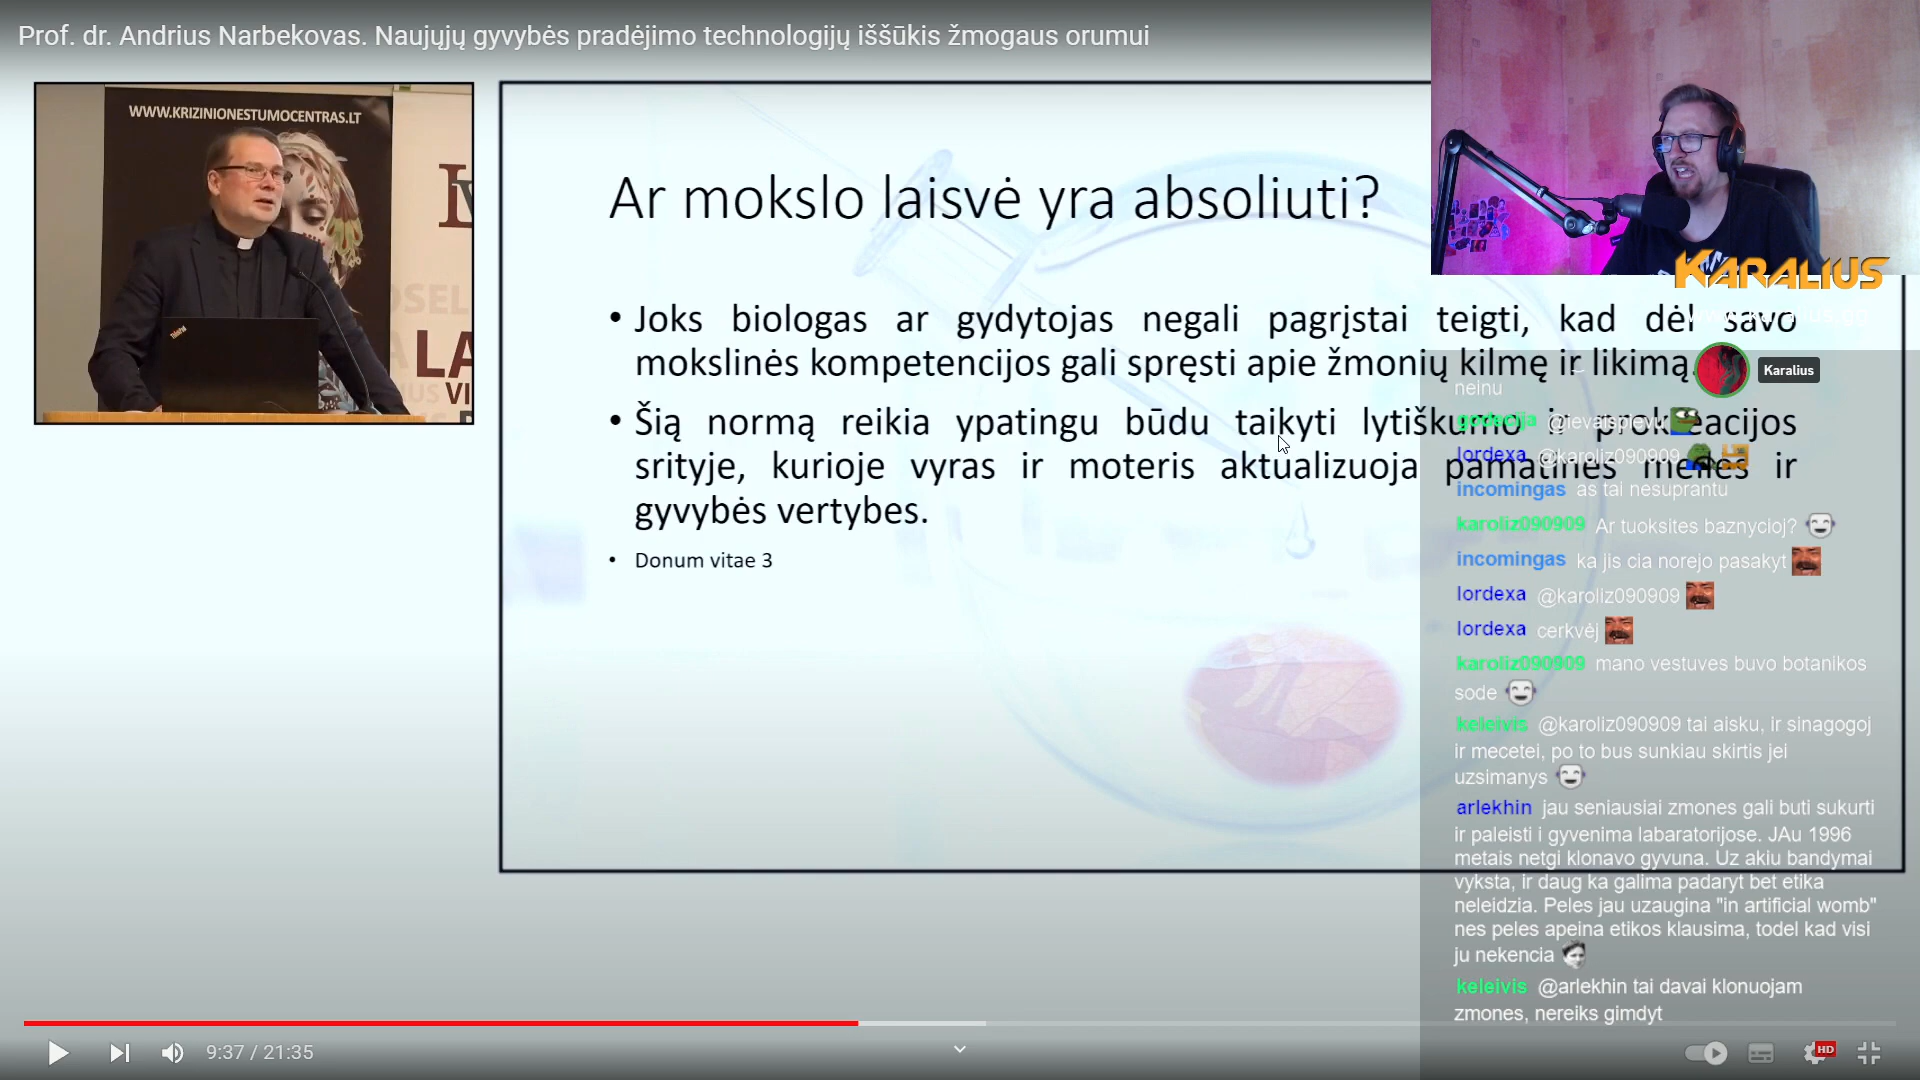 Prof. dr. Andrius Narbekovas. Naujųjų gyvybės pradėjimo technologijų iššūkis žmogaus orumui
WWW.KRIZINIONESTUMOCENTRAS.LT
ThinkPad
LA
VI
Ar mokslo laisvė yra absoliuti?
• Joks biologas ar gydytojas negali pagrįstai teigti, kad dėl savo
mokslinės kompetencijos gali spręsti apie žmonių kilmę ir likimą.
• Šią normą reikia ypatingu būdu taikyti lytiškumo ir prokreacijos
srityje, kurioje vyras ir moteris aktualizuoja pamatines meilės ir
gyvybės vertybes.
• Donum vitae 3
KARALIUS
Karalius
neinu
godecija @ievaispievu
lordexa @karoliz090909
incomingas as tai nesuprantu
karoliz090909 Ar tuoksites baznycioj?
incomingas ka jis cia norejo pasakyt
lordexa @karoliz090909
lordexa cerkvėj
karoliz090909 mano vestuves buvo botanikos
sode
keleivis @karoliz090909 tai aisku, ir sinagogoj
ir mecetei, po to bus sunkiau skirtis jei
uzsimanys
arlekhin jau seniausiai zmones gali buti sukurti
ir paleisti i gyvenima labaratorijose. JAu 1996
metais netgi klonavo gyvuna. Uz akiu bandymai
vyksta, ir daug ka galima padaryt bet etika
neleidzia. Peles jau uzaugina "in artificial womb"
nes peles apeina etikos klausima, todel kad visi
ju nekencia
keleivis @arlekhin tai davai klonuojam
zmones, nereiks gimdyt
9:37 / 21:35
HD